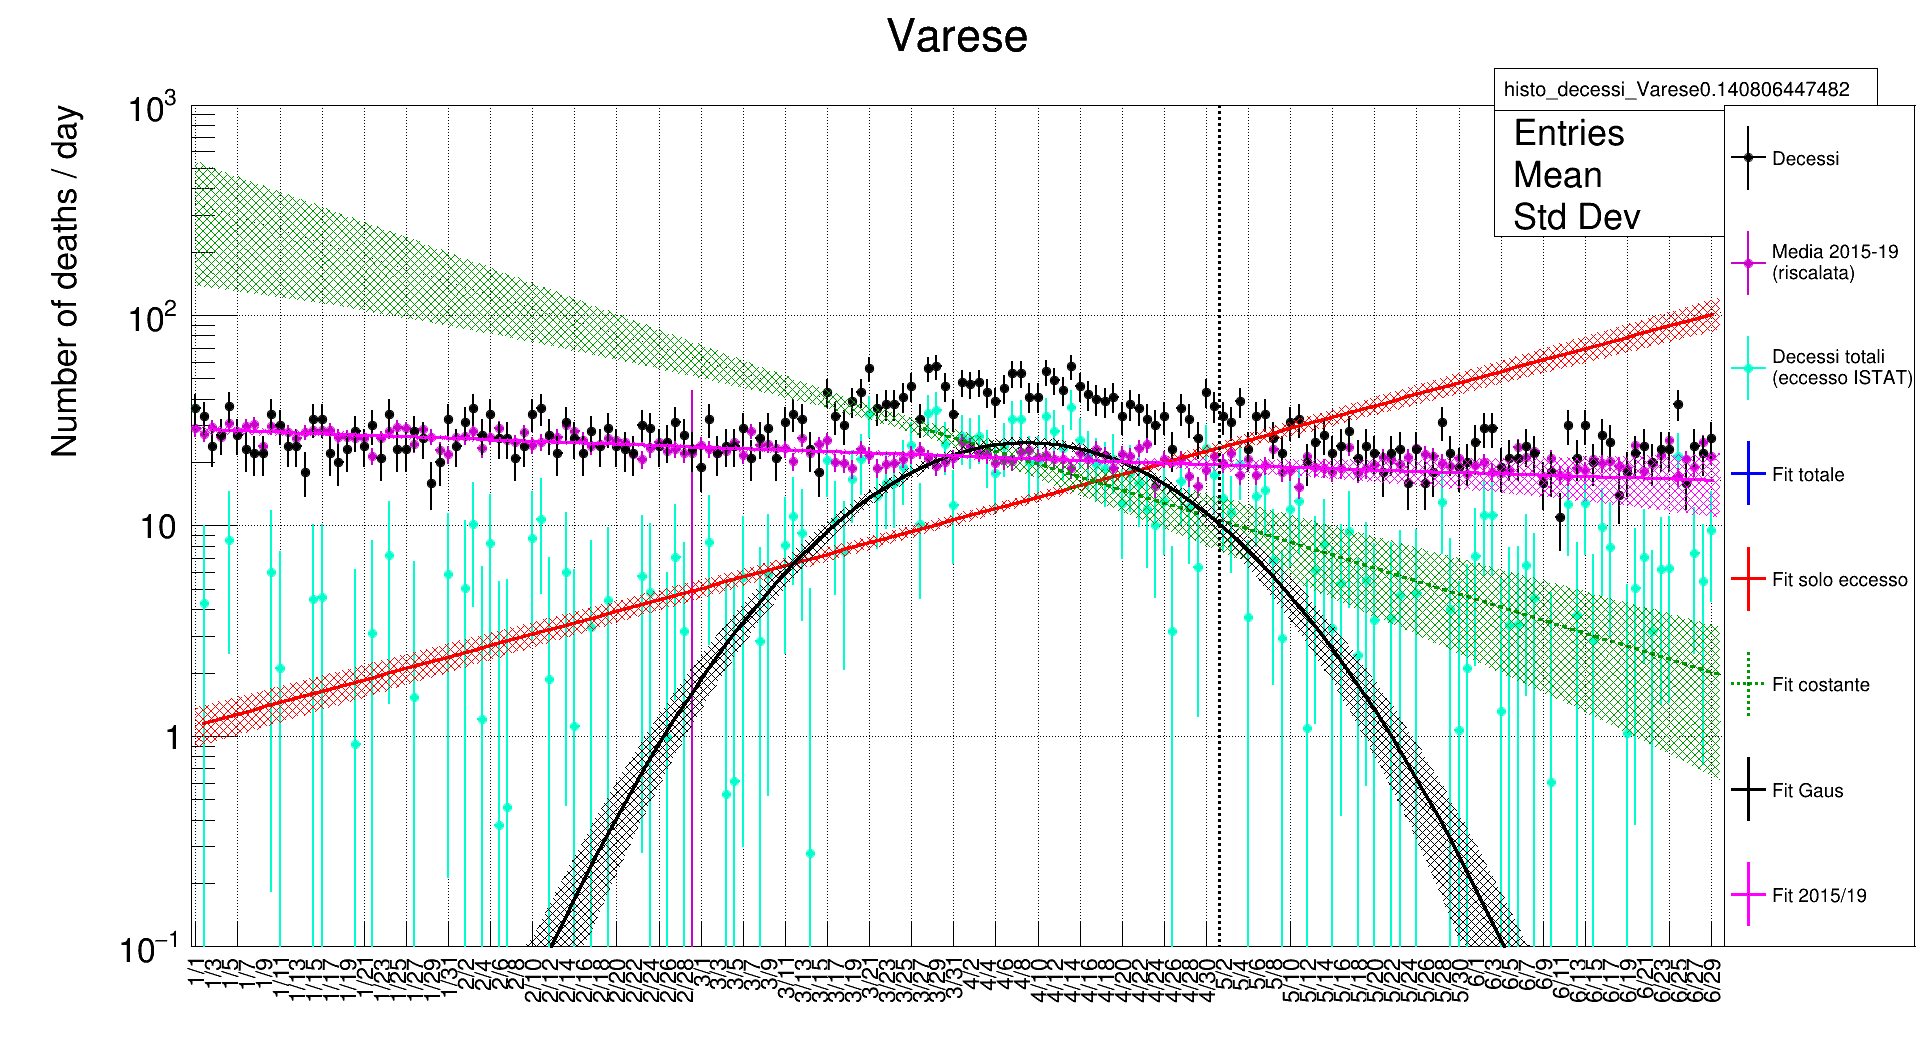 Varese
Number of deaths / day
histo_decessi_Varese0.140806447482
Entries
Mean
Std Dev
Decessi
Media 2015-19
(riscalata)
Decessi totali
(eccesso ISTAT)
Fit totale
Fit solo eccesso
Fit costante
Fit Gaus
Fit 2015/19
10³
10²
10
1
10⁻¹
1/1 1/3 1/5 1/7 1/9 1/11 1/13 1/15 1/17 1/19 1/21 1/23 1/25 1/27 1/29 1/31 2/2 2/4 2/6 2/8 2/10 2/12 2/14 2/16 2/18 2/20 2/22 2/24 2/26 2/28 3/1 3/3 3/5 3/7 3/9 3/11 3/13 3/15 3/17 3/19 3/21 3/23 3/25 3/27 3/29 3/31 4/2 4/4 4/6 4/8 4/10 4/12 4/14 4/16 4/18 4/20 4/22 4/24 4/26 4/28 4/30 5/2 5/4 5/6 5/8 5/10 5/12 5/14 5/16 5/18 5/20 5/22 5/24 5/26 5/28 5/30 6/1 6/3 6/5 6/7 6/9 6/11 6/13 6/15 6/17 6/19 6/21 6/23 6/25 6/27 6/29